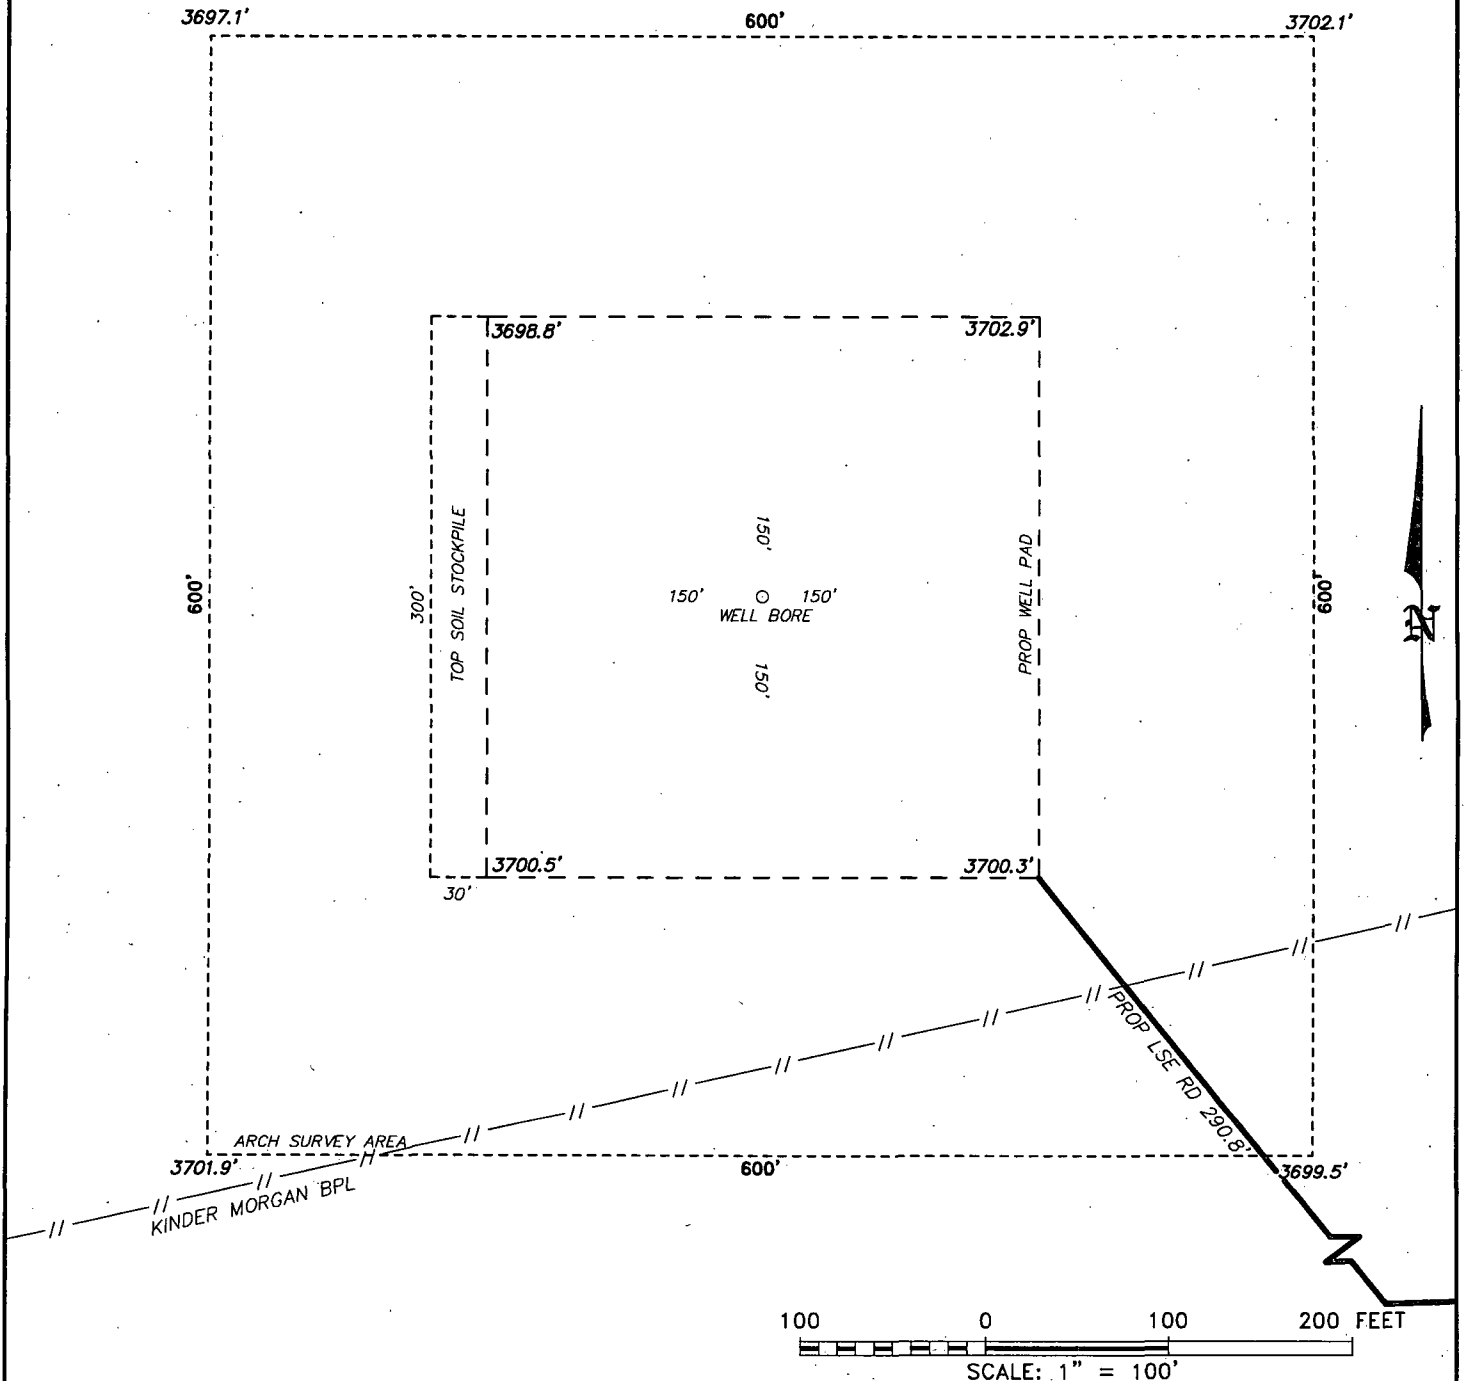 3697.1' 600' 3702.1'
3698.8' 3702.9'
150'
600' 300' TOP SOIL STOCKPILE 150' 150' PROP WELL PAD 600'
WELL BORE
N
150'
3700.5' 3700.3'
30'
PROP LSE RD 290.8'
ARCH SURVEY AREA
3701.9' 600' 3699.5'
KINDER MORGAN BPL
100 0 100 200 FEET
SCALE: 1" = 100'